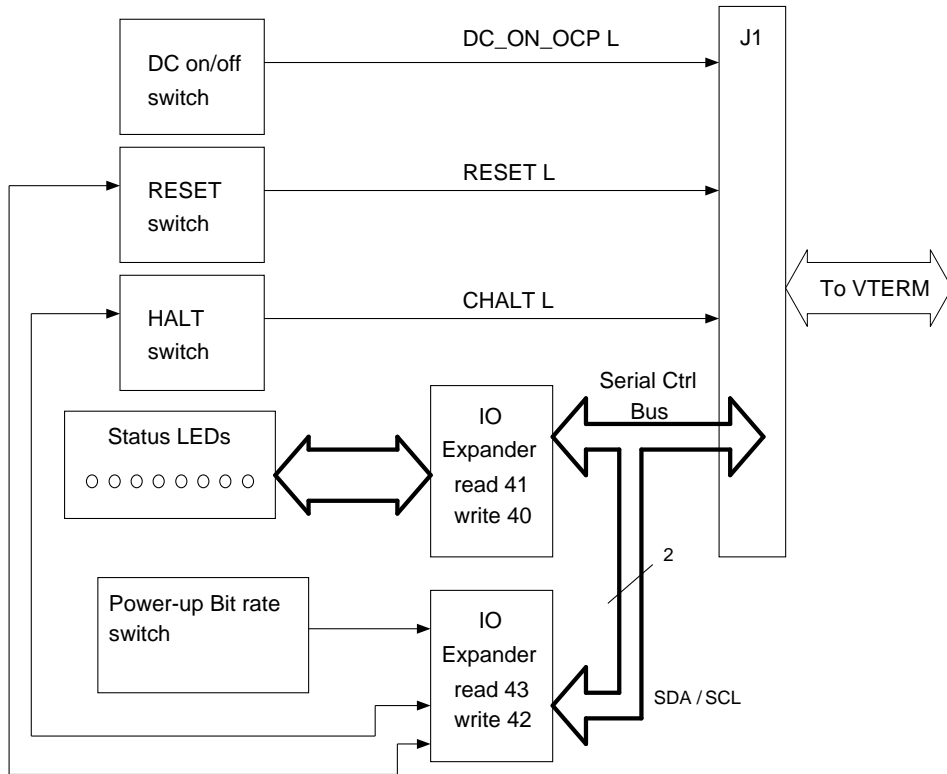 DC on/off
switch
DC_ON_OCP L
J1
RESET
switch
RESET L
HALT
switch
CHALT L
To VTERM
Serial Ctrl
Bus
Status LEDs
IO
Expander
read 41
write 40
2
Power-up Bit rate
switch
IO
Expander
read 43
write 42
SDA / SCL